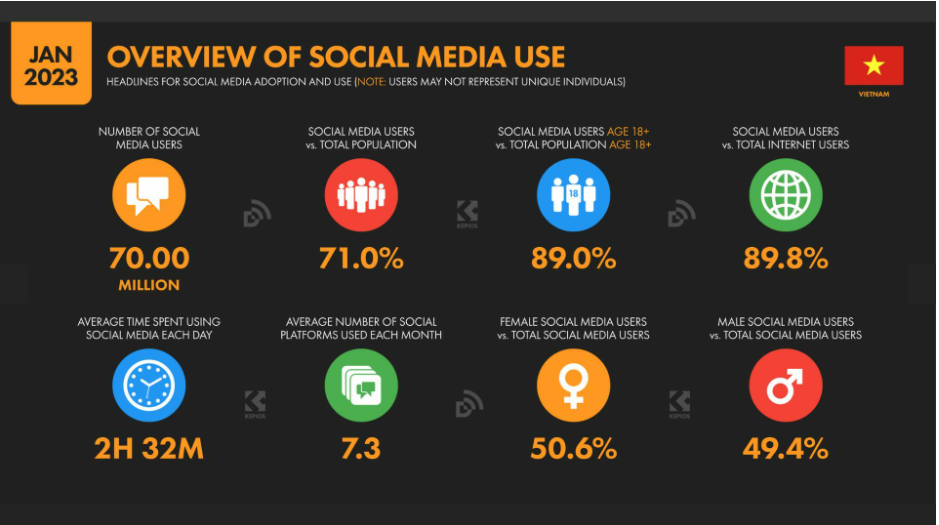 JAN
2023
OVERVIEW OF SOCIAL MEDIA USE
HEADLINES FOR SOCIAL MEDIA ADOPTION AND USE (NOTE: USERS MAY NOT REPRESENT UNIQUE INDIVIDUALS)
VIETNAM
NUMBER OF SOCIAL
MEDIA USERS
70.00
MILLION
SOCIAL MEDIA USERS
vs. TOTAL POPULATION
71.0%
SOCIAL MEDIA USERS AGE 18+
vs. TOTAL POPULATION AGE 18+
18
89.0%
SOCIAL MEDIA USERS
vs. TOTAL INTERNET USERS
89.8%
KEPIOS
AVERAGE TIME SPENT USING
SOCIAL MEDIA EACH DAY
2H 32M
AVERAGE NUMBER OF SOCIAL
PLATFORMS USED EACH MONTH
7.3
FEMALE SOCIAL MEDIA USERS
vs. TOTAL SOCIAL MEDIA USERS
50.6%
MALE SOCIAL MEDIA USERS
vs. TOTAL SOCIAL MEDIA USERS
49.4%
KEPIOS
KEPIOS